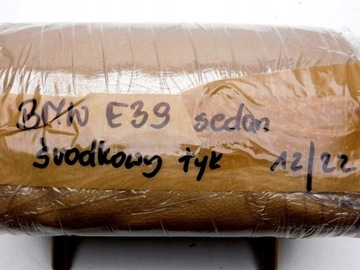 BMW E39 sedan
środkowy tył 12/22